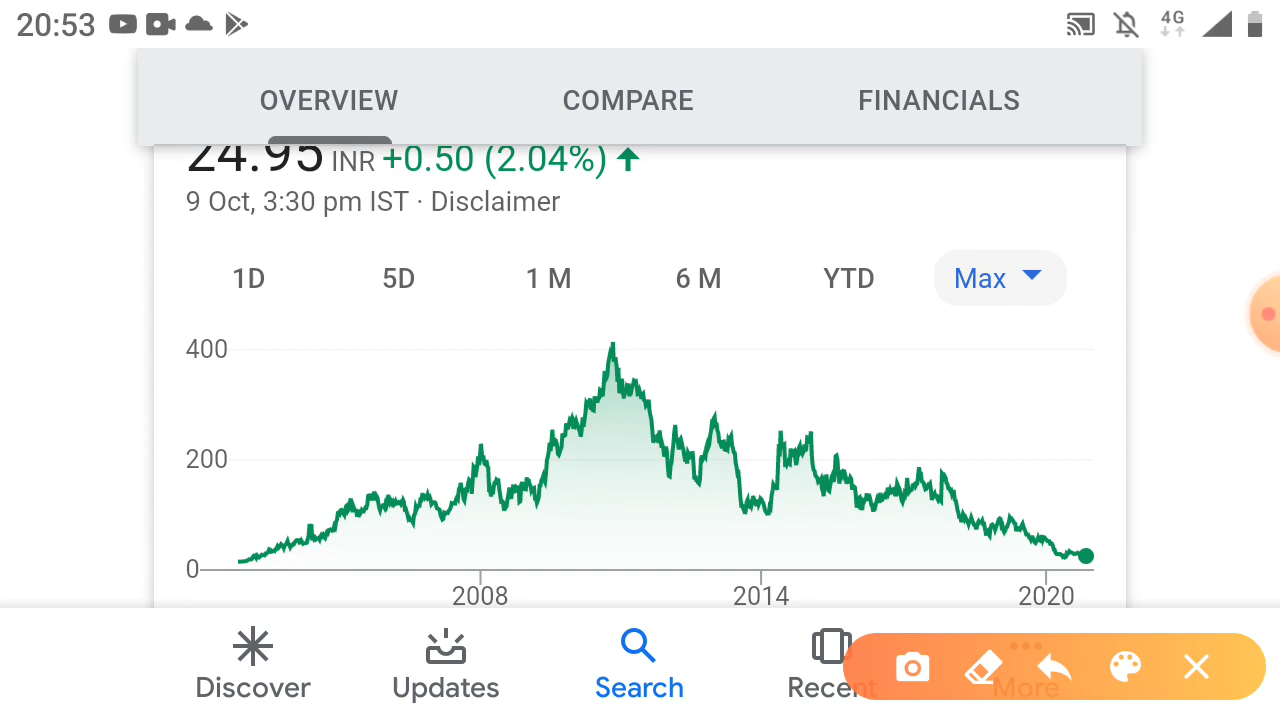 20:53 4G
OVERVIEW COMPARE FINANCIALS
24.95 INR +0.50 (2.04%)
9 Oct, 3:30 pm IST · Disclaimer
1D 5D 1 M 6 M YTD Max
400
200
0
2008 2014 2020
Discover Updates Search Recent More